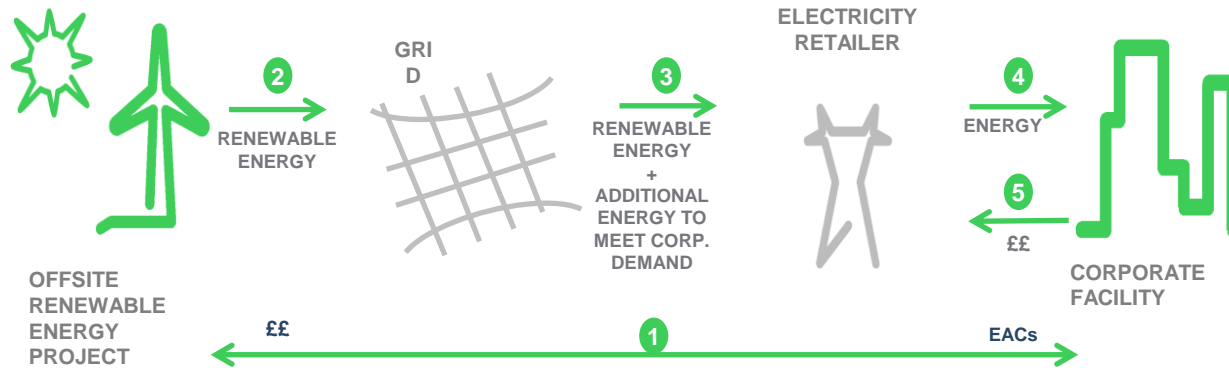 ELECTRICITY
RETAILER
GRI
D
2
RENEWABLE
ENERGY
3
RENEWABLE
ENERGY
+
ADDITIONAL
ENERGY TO
MEET CORP.
DEMAND
4
ENERGY
5
££
OFFSITE
RENEWABLE
ENERGY
PROJECT
CORPORATE
FACILITY
££
1
EACs